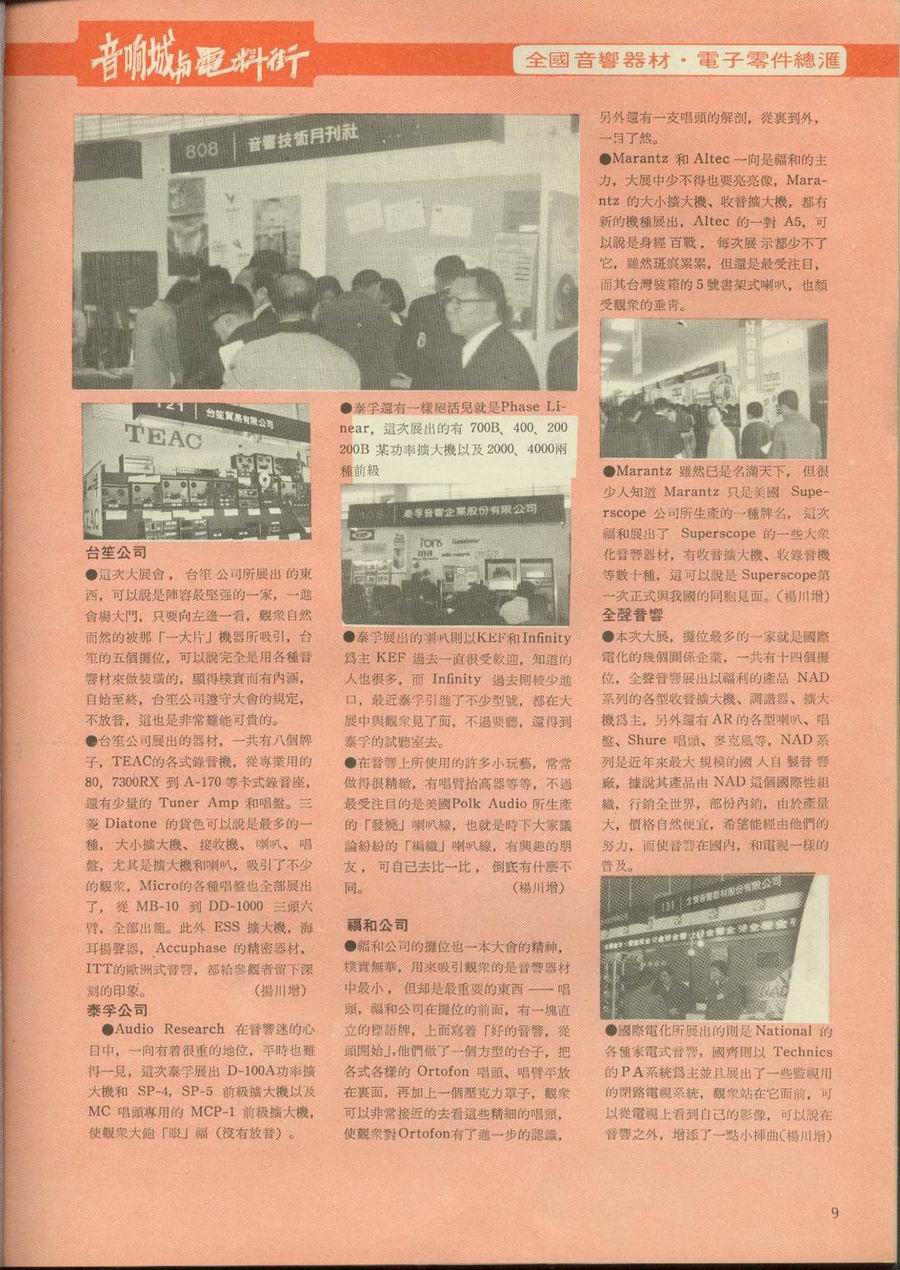 音响城与電料街
全國音響器材・電子零件總滙
808 音響技術月刊社
121 台笙貿易有限公司
TEAC
TEAC
台笙公司
●這次大展會，台笙公司所展出的東
西，可以說是陣容最堅强的一家，一進
會場大門，只要向左邊一看，觀衆自然
而然的被那「一大片」機器所吸引，台
笙的五個攤位，可以說完全是用各種音
響材來做裝璜的，顯得樸實而有內涵，
自始至終，台笙公司遵守大會的規定，
不放音，這也是非常難能可貴的。
●台笙公司展出的器材，一共有八個牌
子，TEAC的各式錄音機，從專業用的
80，7300RX 到 A-170 等卡式錄音座，
還有少量的 Tuner Amp 和唱盤。三
菱 Diatone 的貨色可以說是最多的一
種，大小擴大機、接收機、喇叭、唱
盤，尤其是擴大機和喇叭，吸引了不少
的觀衆，Micro的各種唱盤也全部展出
了，從 MB-10 到 DD-1000 三頭六
臂，全部出籠。此外 ESS 擴大機，海
耳揚聲器，Accuphase 的精密器材，
ITT的歐洲式音響，都給參觀者留下深
刻的印象。（揚川增）
泰孚公司
●Audio Research 在音響迷的心
目中，一向有着很重的地位，平時也難
得一見，這次泰孚展出 D-100A功率擴
大機和 SP-4, SP-5 前級擴大機以及
MC 唱頭專用的 MCP-1 前級擴大機，
使觀衆大飽「眼」福（沒有放音）。
●泰孚還有一樣絕活兒就是Phase Li-
near，這次展出的有 700B、400、200
200B 某功率擴大機以及2000、4000兩
種前級
泰孚音響企業股份有限公司
●泰孚展出的喇叭則以KEF和Infinity
爲主 KEF 過去一直很受歡迎，知道的
人也很多，而 Infinity 過去則較少進
口，最近泰孚引進了不少型號，都在大
展中與觀衆見了面，不過要聽，還得到
泰孚的試聽室去。
●在音響上所使用的許多小玩藝，常常
做得很精緻，有唱臂抬高器等等，不過
最受注目的是美國Polk Audio 所生產
的「發燒」喇叭線，也就是時下大家議
論紛紛的「編織」喇叭線，有興趣的朋
友，可自己去比一比，倒底有什麽不
同。（楊川增）
福和公司
●福和公司的攤位也一本大會的精神，
樸實無華，用來吸引觀衆的是音響器材
中最小，但却是最重要的東西——唱
頭，福和公司在攤位的前面，有一塊直
立的標語牌，上面寫着「好的音響，從
頭開始」，他們做了一個方型的台子，把
各式各樣的 Ortofon 唱頭、唱臂平放
在裏面，再加上一個壓克力罩子，觀衆
可以非常接近的去看這些精細的唱頭，
使觀衆對Ortofon有了進一步的認識，
另外還有一支唱頭的解剖，從裏到外，
一目了然。
●Marantz 和 Altec 一向是福和的主
力，大展中少不得也要亮亮像，Mara-
ntz 的大小擴大機、收音擴大機，都有
新的機種展出，Altec 的一對 A5，可
以說是身經百戰，每次展示都少不了
它，雖然斑痕累累，但還是最受注目，
而其台灣裝箱的5號書架式喇叭，也頗
受觀衆的垂青。
●Marantz 雖然已是名滿天下，但很
少人知道 Marantz 只是美國 Supe-
rscope 公司所生產的一種牌名，這次
福和展出了 Superscope 的一些大衆
化音響器材，有收音擴大機、收錄音機
等數十種，這可以說是 Superscope第
一次正式與我國的同胞見面。（楊川增）
全聲音響
●本次大展，攤位最多的一家就是國際
電化的幾個關係企業，一共有十四個攤
位，全聲音響展出以福利的產品 NAD
系列的各型收音擴大機、調諧器、擴大
機爲主，另外還有AR的各型喇叭、唱
盤、Shure 唱頭、麥克風等，NAD系
列是近年來最大規模的國人自製音響
廠，據說其產品由 NAD 這個國際性組
織，行銷全世界，部份內銷，由於產量
大，價格自然便宜，希望能經由他們的
努力，而使音響在國內，和電視一樣的
普及。
131 全聲音響器材股份有限公司
NAD
●國際電化所展出的則是National 的
各種家電式音響，國齊則以 Technics
的PA系統爲主並且展出了一些監視用
的閉路電視系統，觀衆站在它面前，可
以從電視上看到自己的影像，可以說在
音響之外，增添了一點小揷曲(楊川增)
9